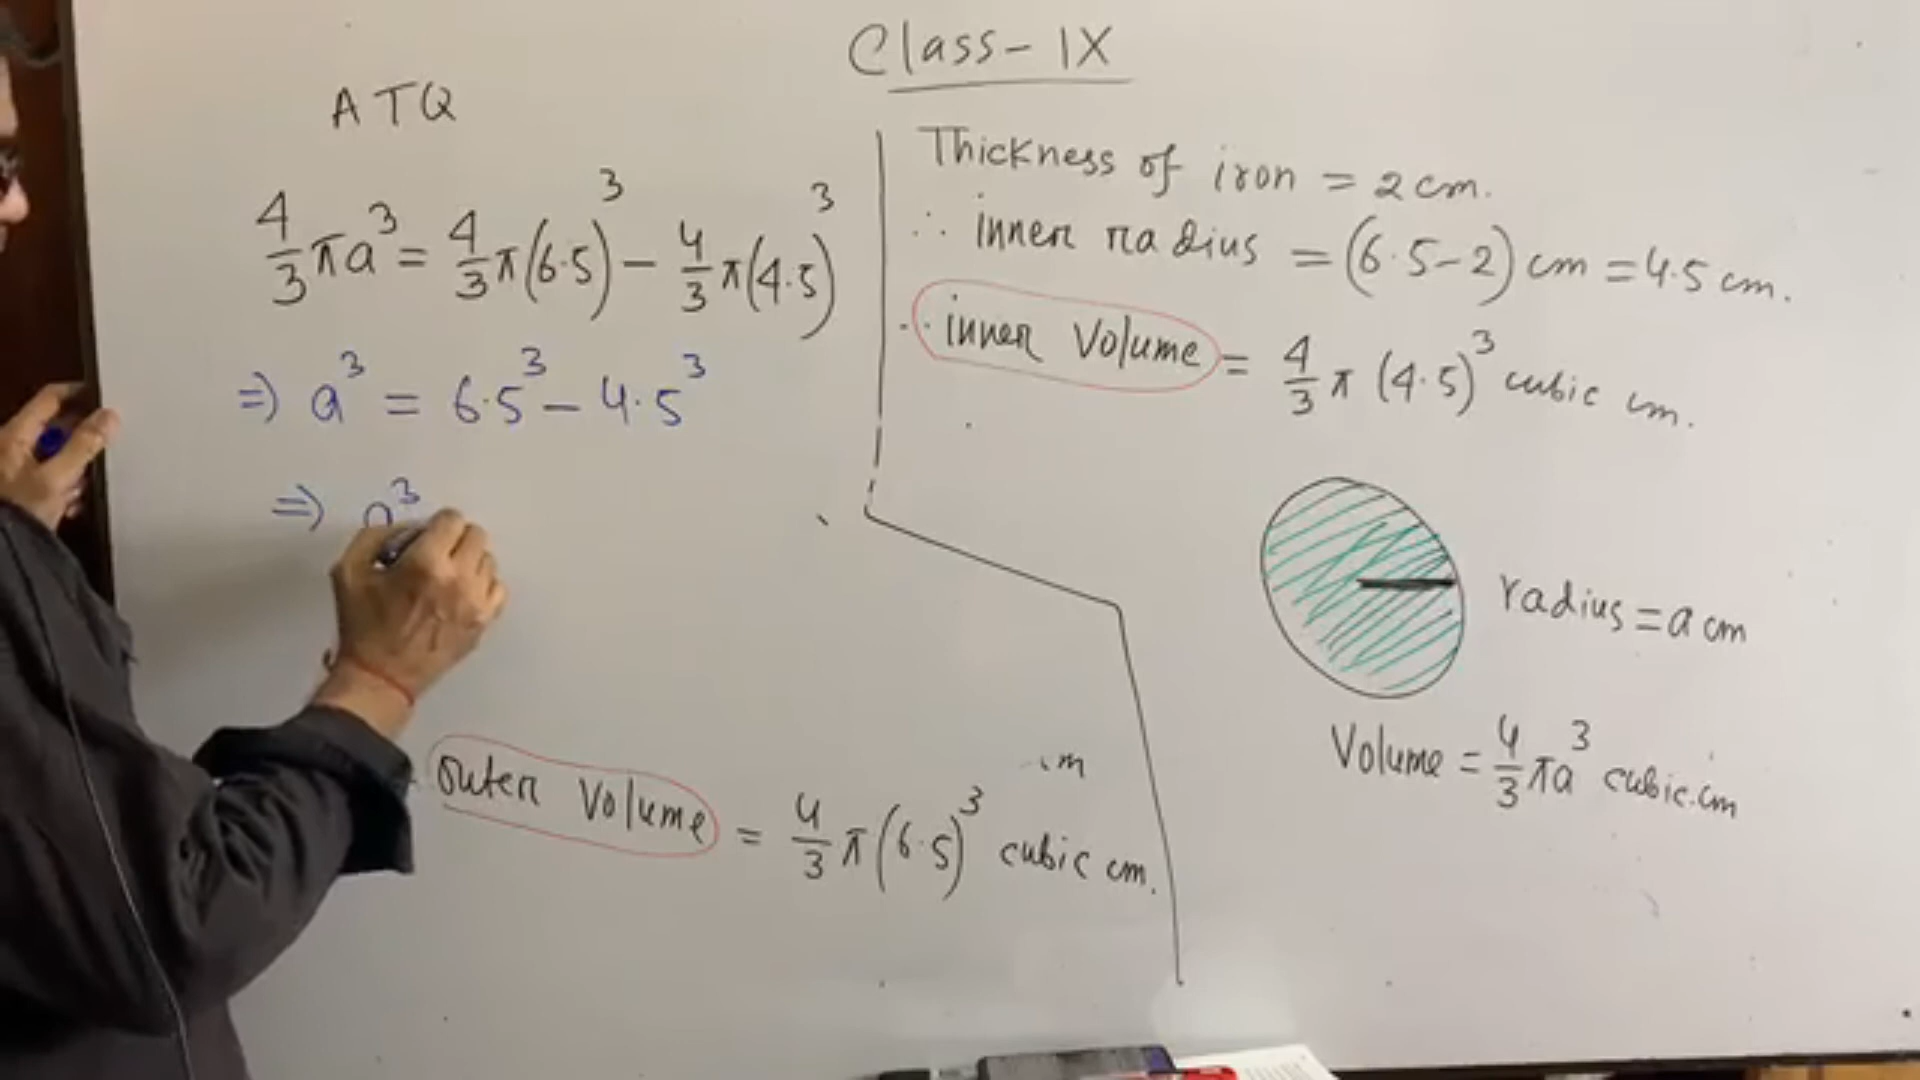 Class - IX
ATQ
4/3 πa³ = 4/3 π(6·5)³ - 4/3 π(4·5)³
⇒ a³ = 6·5³ - 4·5³
⇒ a³
outer Volume = 4/3 π(6·5)³ cubic cm.
Thickness of iron = 2 cm.
∴ inner radius = (6·5-2) cm = 4·5 cm.
∴ inner Volume = 4/3 π (4·5)³ cubic cm.
radius = a cm
Volume = 4/3 πa³ cubic.cm